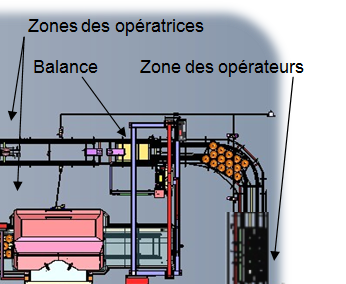 Zones des opératrices
Balance
Zone des opérateurs